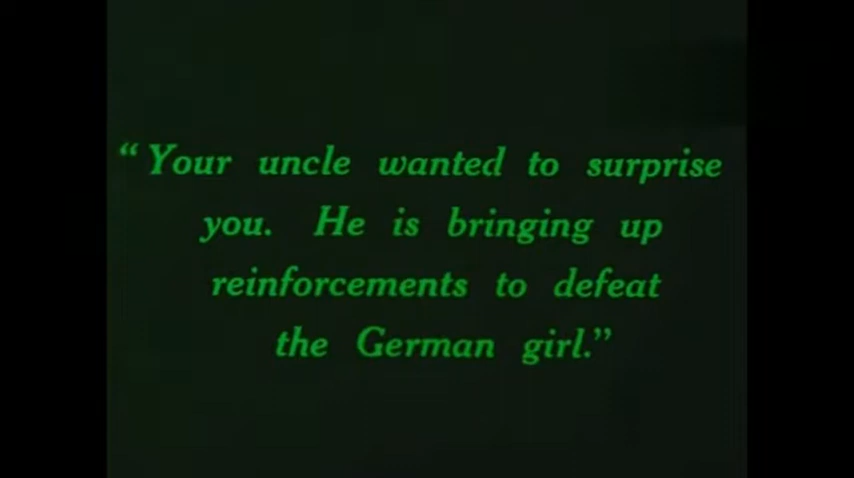 “Your uncle wanted to surprise
you. He is bringing up
reinforcements to defeat
the German girl.”